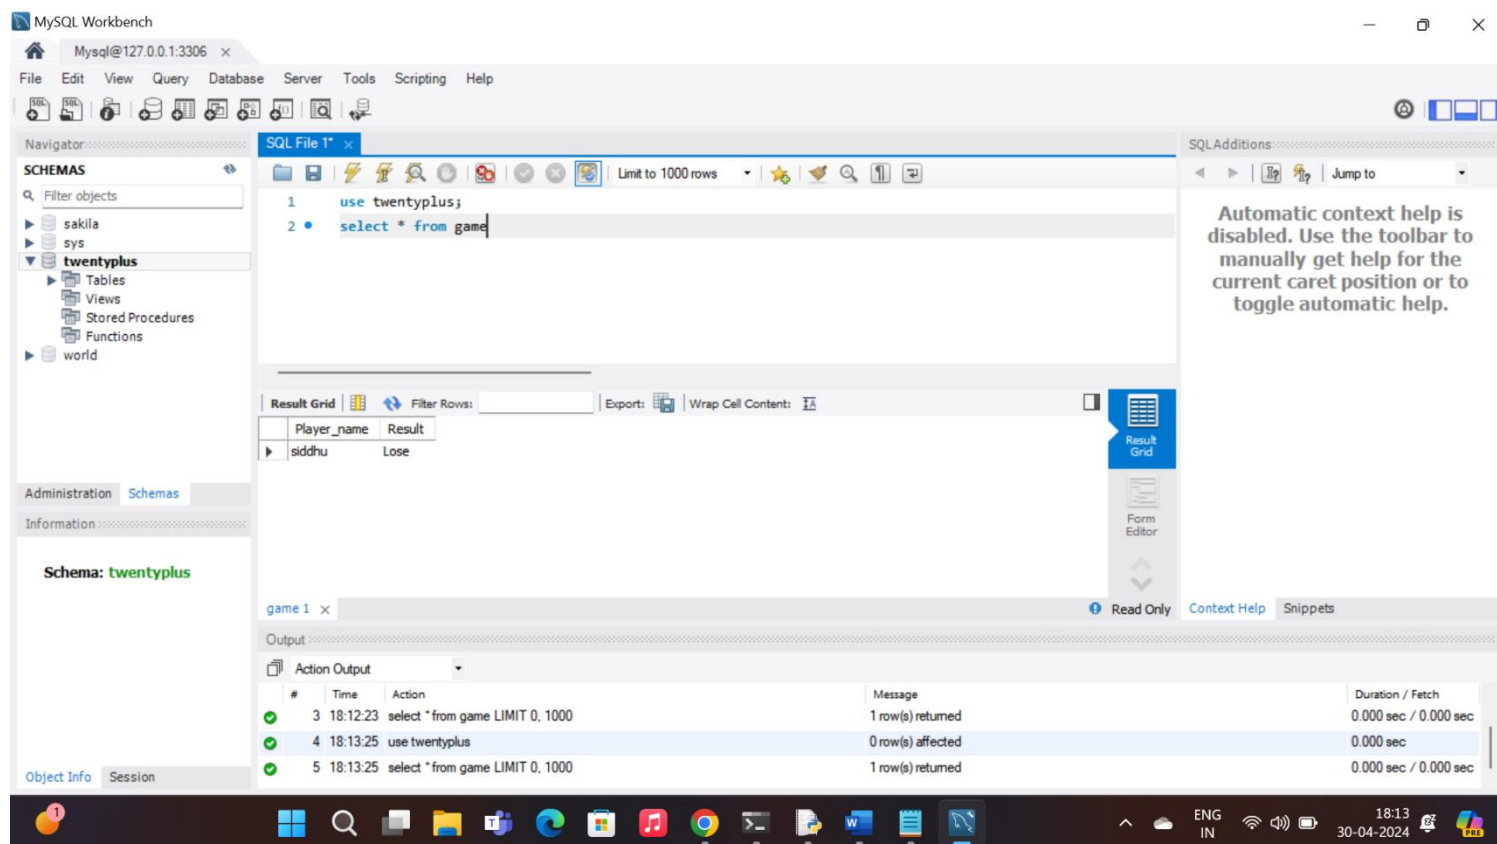 MySQL Workbench
Mysql@127.0.0.1:3306
File Edit View Query Database Server Tools Scripting Help
Navigator
SCHEMAS
Filter objects
sakila
sys
twentyplus
Tables
Views
Stored Procedures
Functions
world
Administration Schemas
Information
Schema: twentyplus
Object Info Session
SQL File 1*
Limit to 1000 rows
1 use twentyplus;
2 select * from game
Result Grid Filter Rows: Export: Wrap Cell Content:
Player_name Result
siddhu Lose
Result
Grid
Form
Editor
game 1 Read Only
SQLAdditions
Jump to
Automatic context help is
disabled. Use the toolbar to
manually get help for the
current caret position or to
toggle automatic help.
Context Help Snippets
Output
Action Output
# Time Action Message Duration / Fetch
3 18:12:23 select * from game LIMIT 0, 1000 1 row(s) returned 0.000 sec / 0.000 sec
4 18:13:25 use twentyplus 0 row(s) affected 0.000 sec
5 18:13:25 select * from game LIMIT 0, 1000 1 row(s) returned 0.000 sec / 0.000 sec
1
ENG
IN
18:13
30-04-2024
PRE